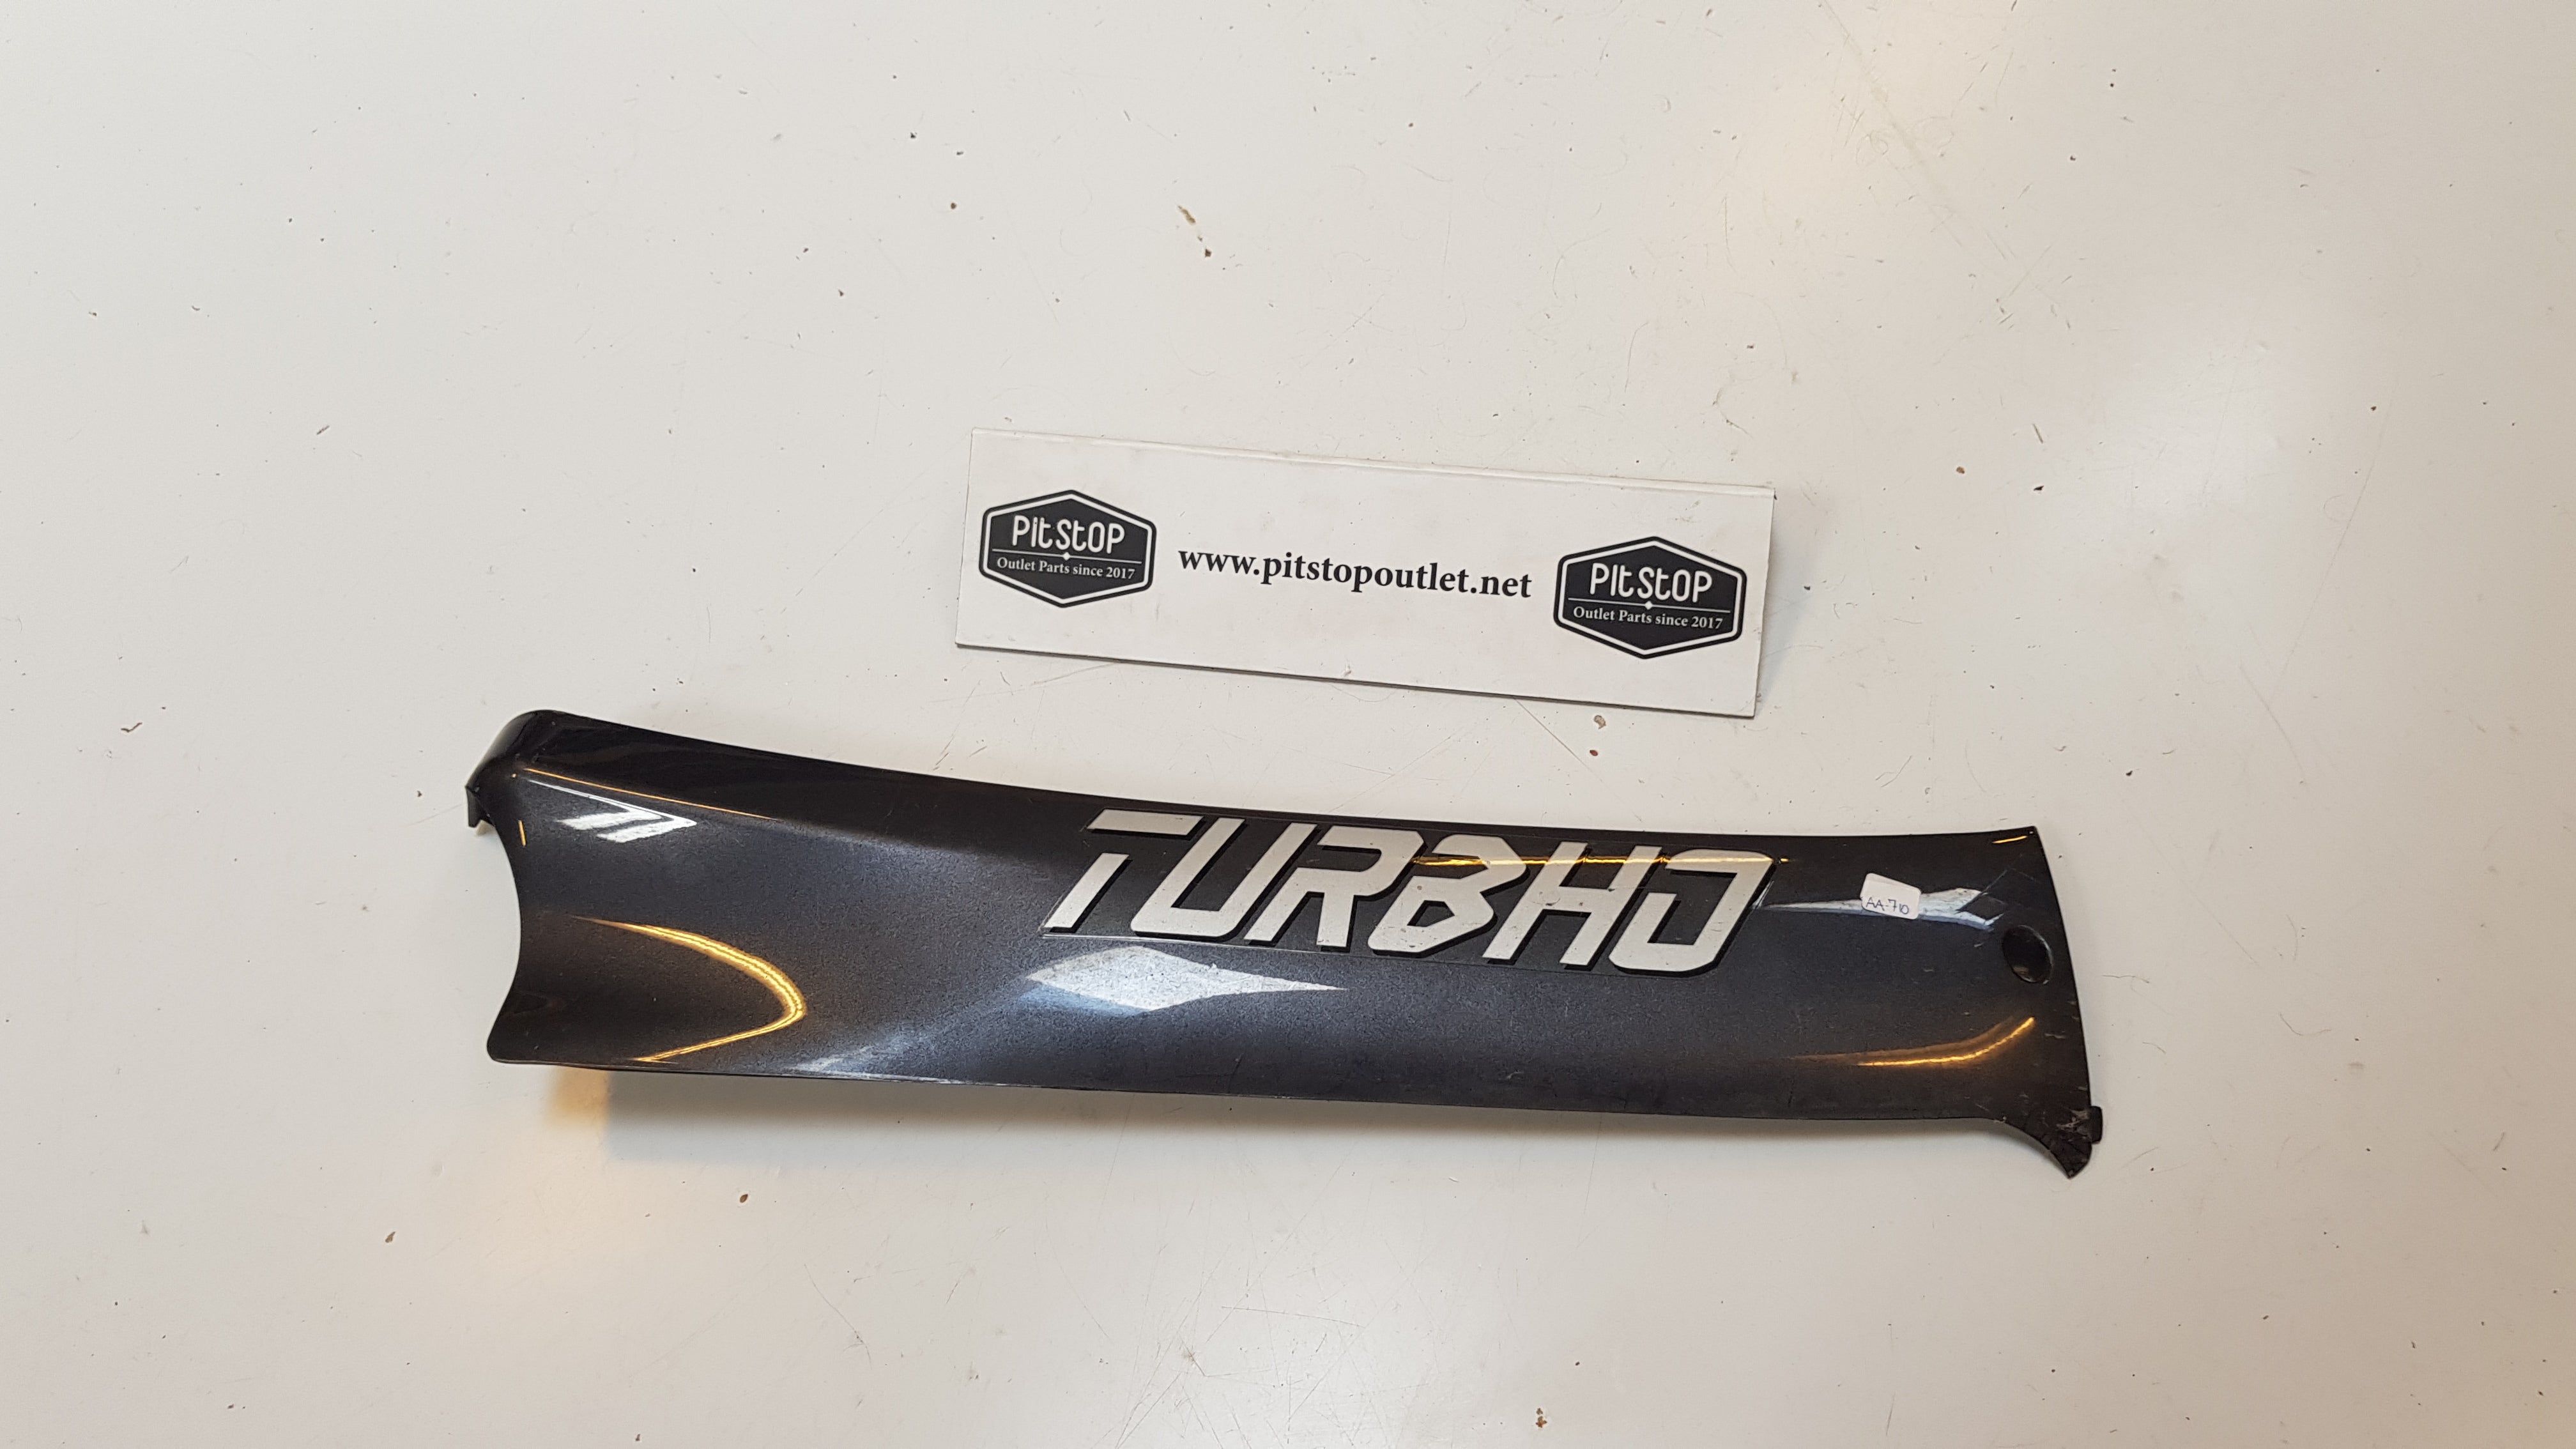 PitStOP
Outlet Parts since 2017
www.pitstopoutlet.net
PitStOP
Outlet Parts since 2017
TURBHO
AA-710